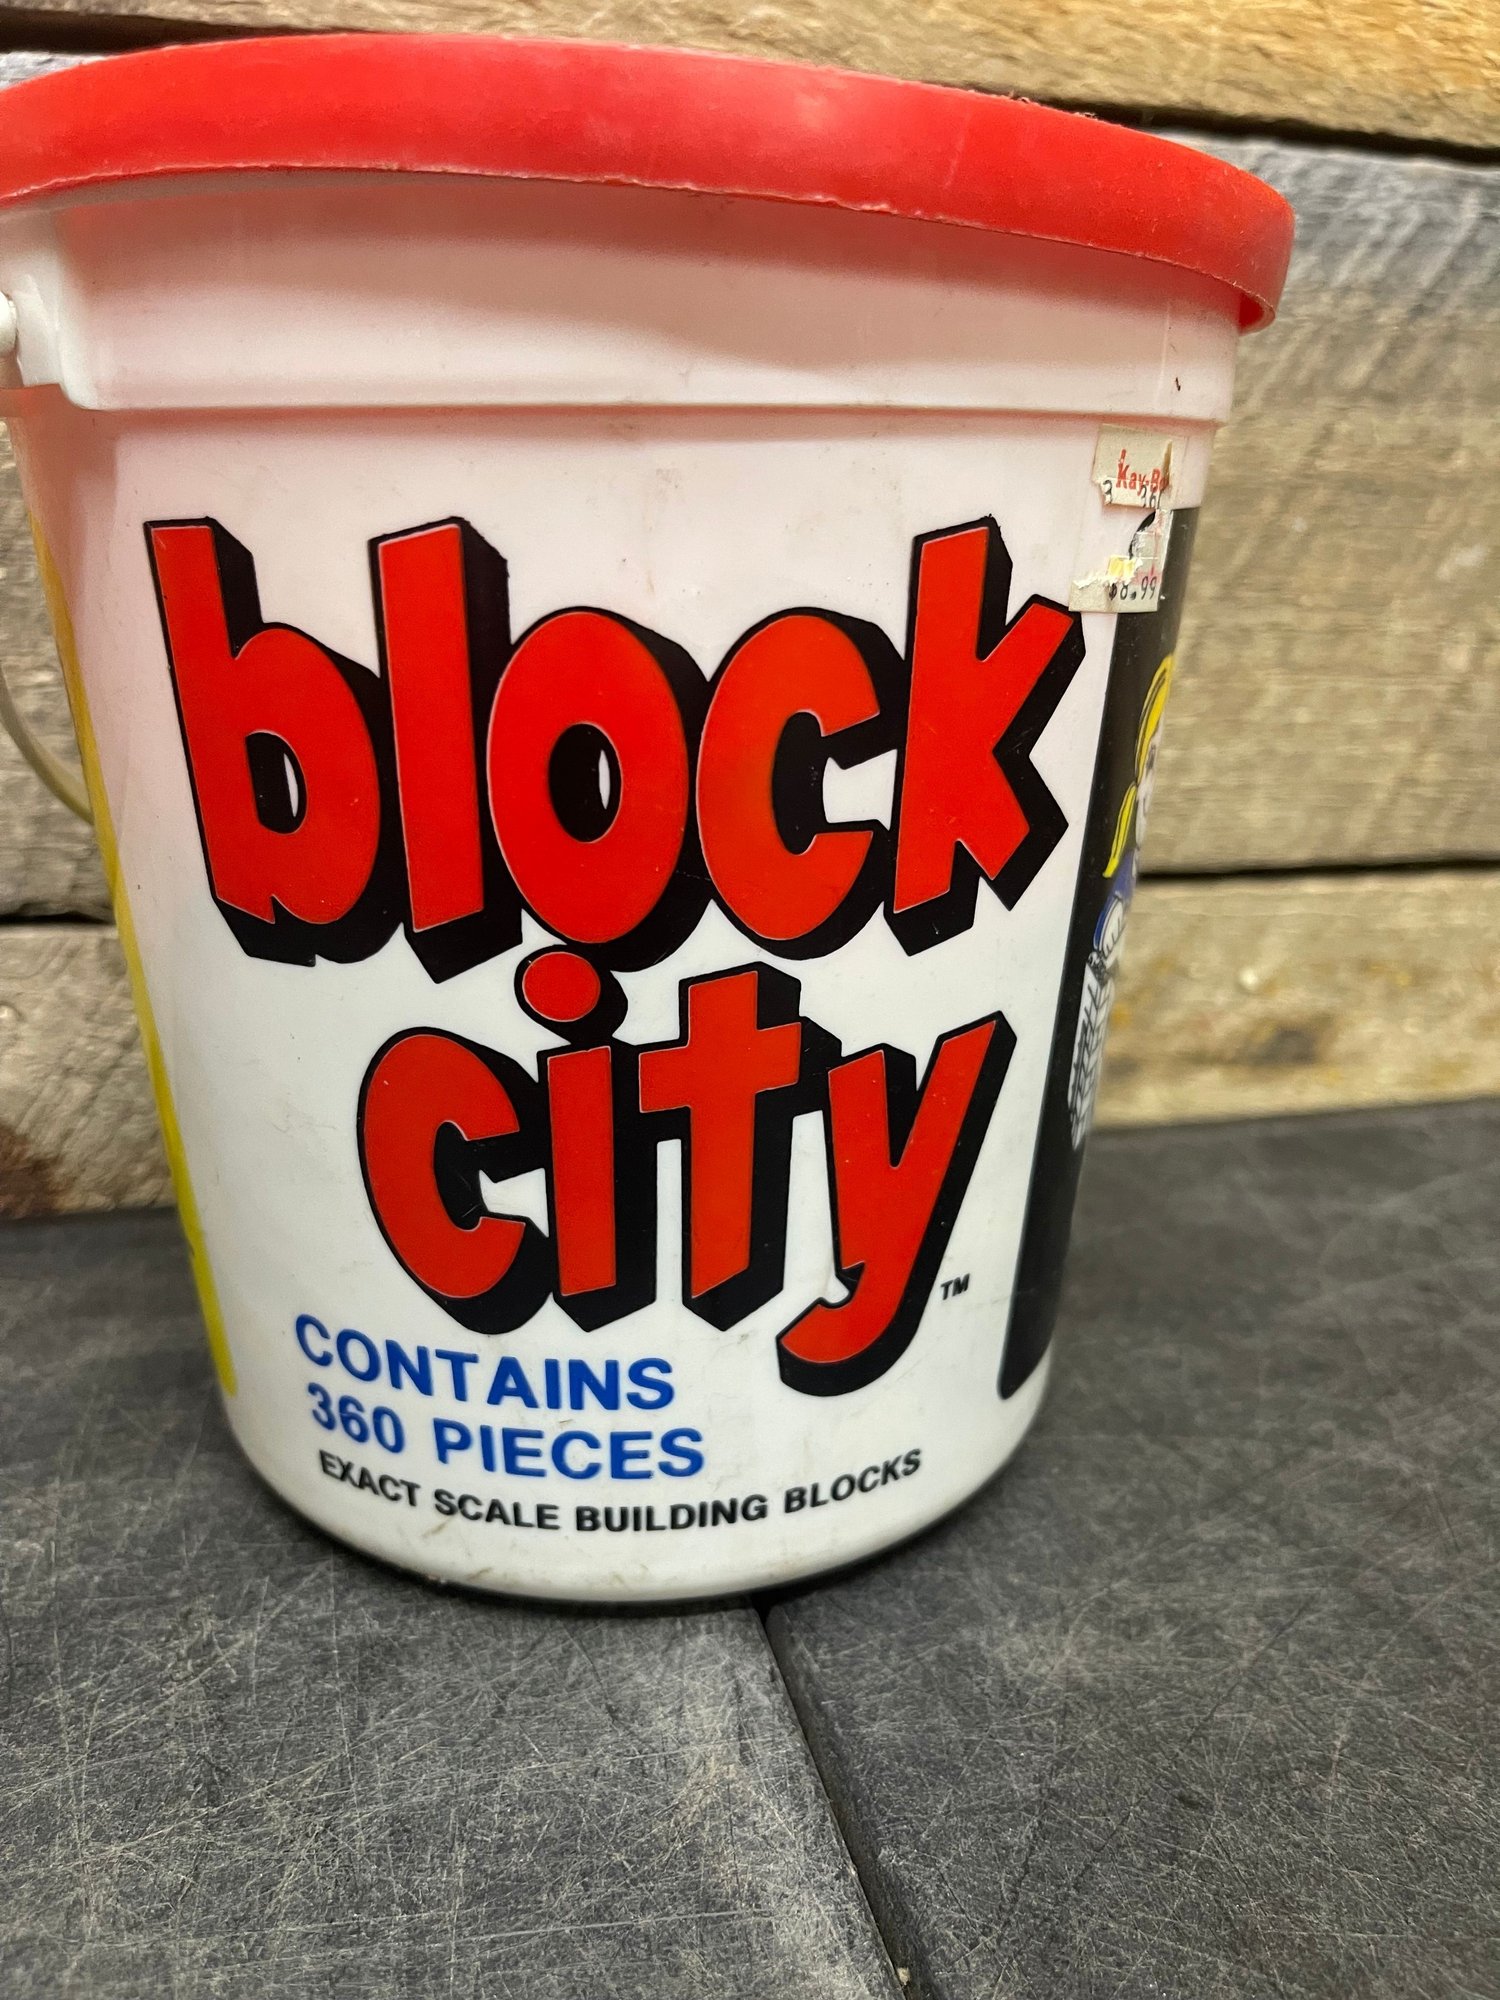 block
city
TM
CONTAINS
360 PIECES
EXACT SCALE BUILDING BLOCKS
$8.99